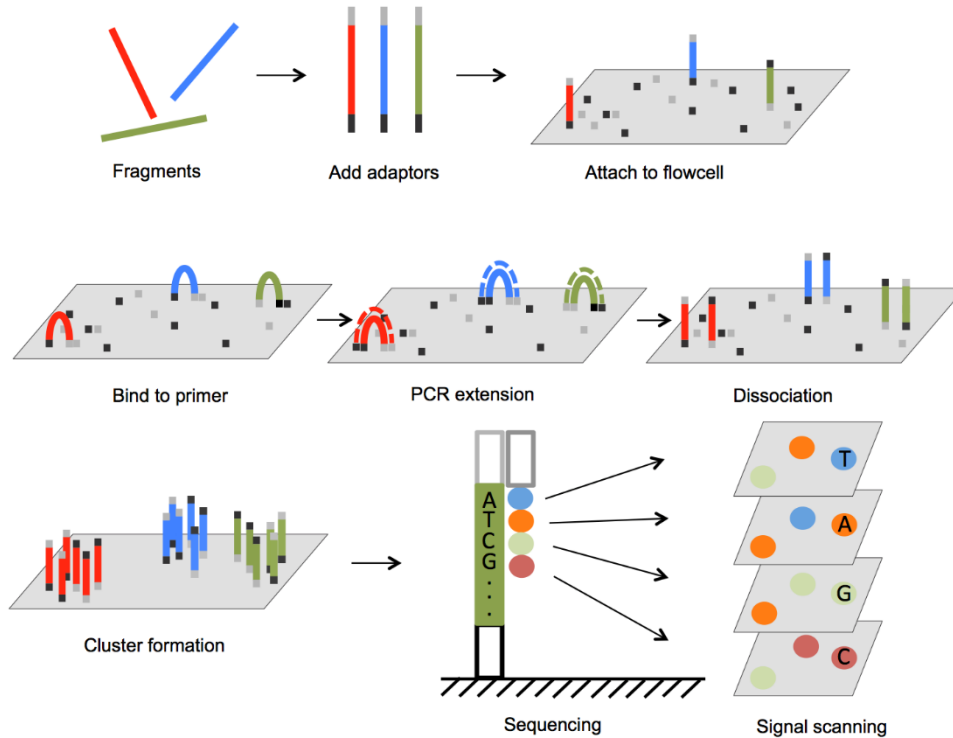 Fragments
Add adaptors
Attach to flowcell
Bind to primer
PCR extension
Dissociation
Cluster formation
A
T
C
G
.
.
.
Sequencing
T
A
G
C
Signal scanning